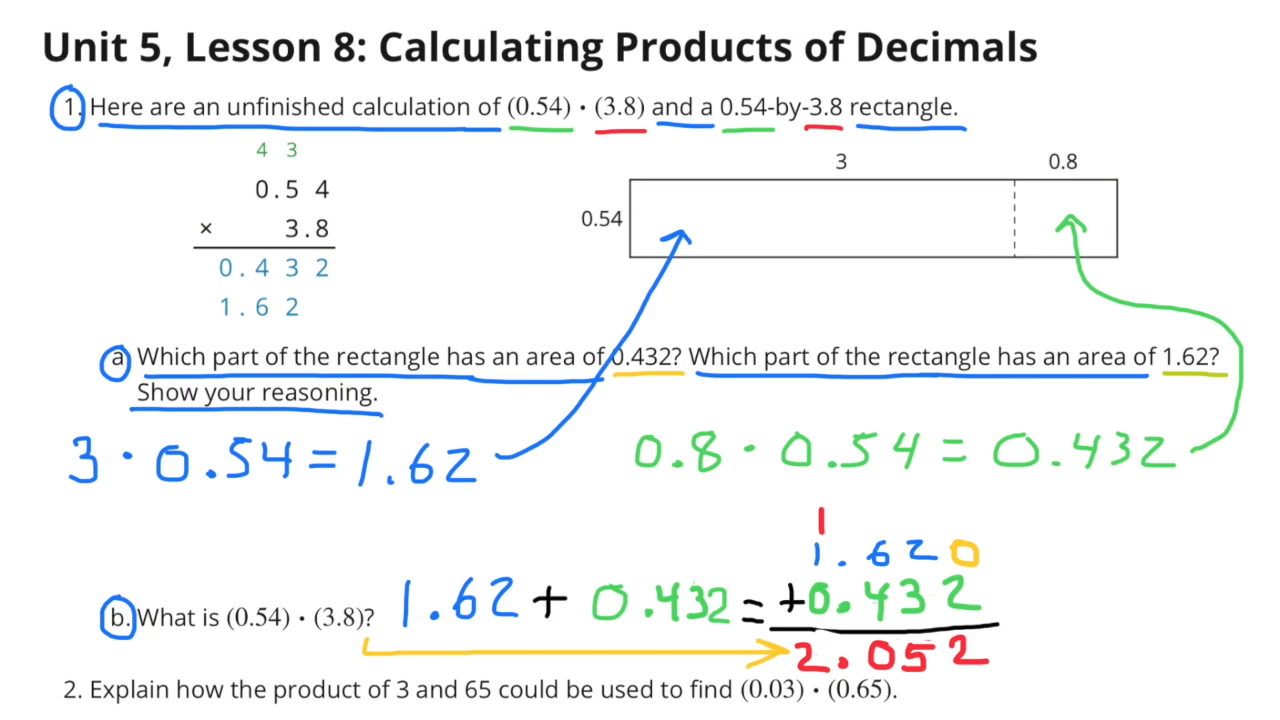 Unit 5, Lesson 8: Calculating Products of Decimals
1. Here are an unfinished calculation of (0.54) · (3.8) and a 0.54-by-3.8 rectangle.
4 3
0.5 4
× 3.8
0.4 3 2
1.6 2
3 0.8
0.54
a. Which part of the rectangle has an area of 0.432? Which part of the rectangle has an area of 1.62?
Show your reasoning.
3 · 0.54 = 1.62
0.8 · 0.54 = 0.432
b. What is (0.54) · (3.8)? 1.62 + 0.432 =
1
1.620
+0.432
2.052
2. Explain how the product of 3 and 65 could be used to find (0.03) · (0.65).